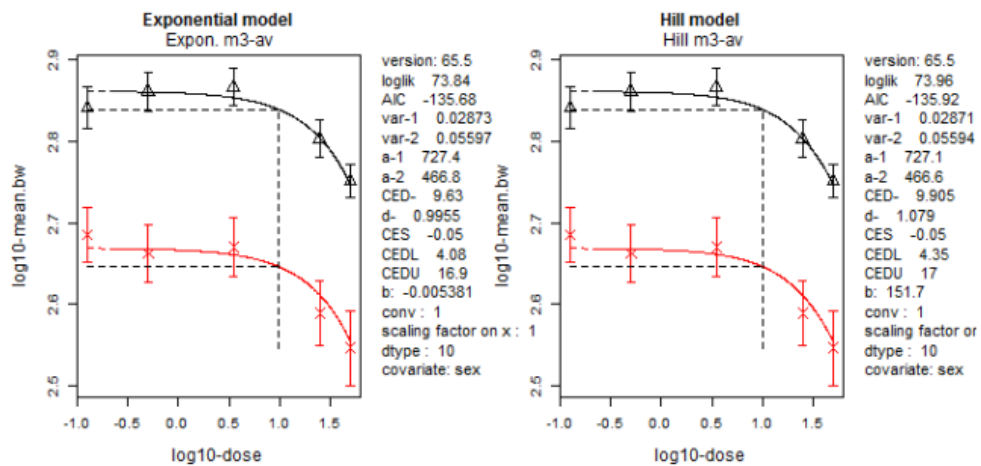 Exponential model
Expon. m3-av
2.9
2.8
2.7
2.6
2.5
log10-mean.bw
-1.0
-0.5
0.0
0.5
1.0
1.5
log10-dose
version: 65.5
loglik 73.84
AIC -135.68
var-1 0.02873
var-2 0.05597
a-1 727.4
a-2 466.8
CED- 9.63
d- 0.9955
CES -0.05
CEDL 4.08
CEDU 16.9
b: -0.005381
conv : 1
scaling factor on x : 1
dtype : 10
covariate: sex
Hill model
Hill m3-av
2.9
2.8
2.7
2.6
2.5
log10-mean.bw
-1.0
-0.5
0.0
0.5
1.0
1.5
log10-dose
version: 65.5
loglik 73.96
AIC -135.92
var-1 0.02871
var-2 0.05594
a-1 727.1
a-2 466.6
CED- 9.905
d- 1.079
CES -0.05
CEDL 4.35
CEDU 17
b: 151.7
conv : 1
scaling factor or
dtype : 10
covariate: sex